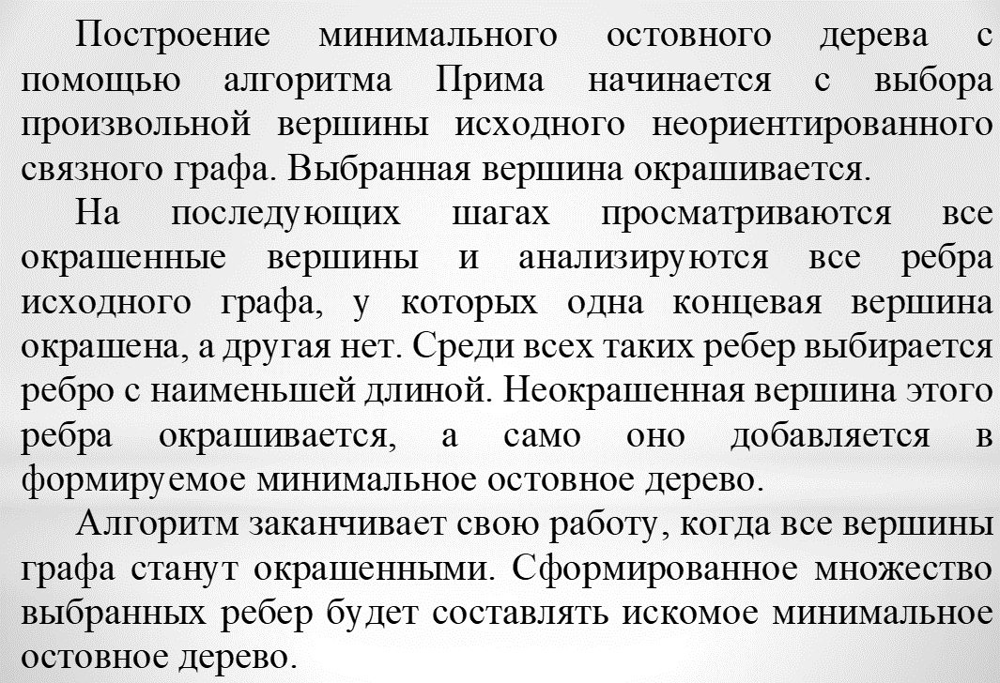 Построение минимального остовного дерева с
помощью алгоритма Прима начинается с выбора
произвольной вершины исходного неориентированного
связного графа. Выбранная вершина окрашивается.
На последующих шагах просматриваются все
окрашенные вершины и анализируются все ребра
исходного графа, у которых одна концевая вершина
окрашена, а другая нет. Среди всех таких ребер выбирается
ребро с наименьшей длиной. Неокрашенная вершина этого
ребра окрашивается, а само оно добавляется в
формируемое минимальное остовное дерево.
Алгоритм заканчивает свою работу, когда все вершины
графа станут окрашенными. Сформированное множество
выбранных ребер будет составлять искомое минимальное
остовное дерево.